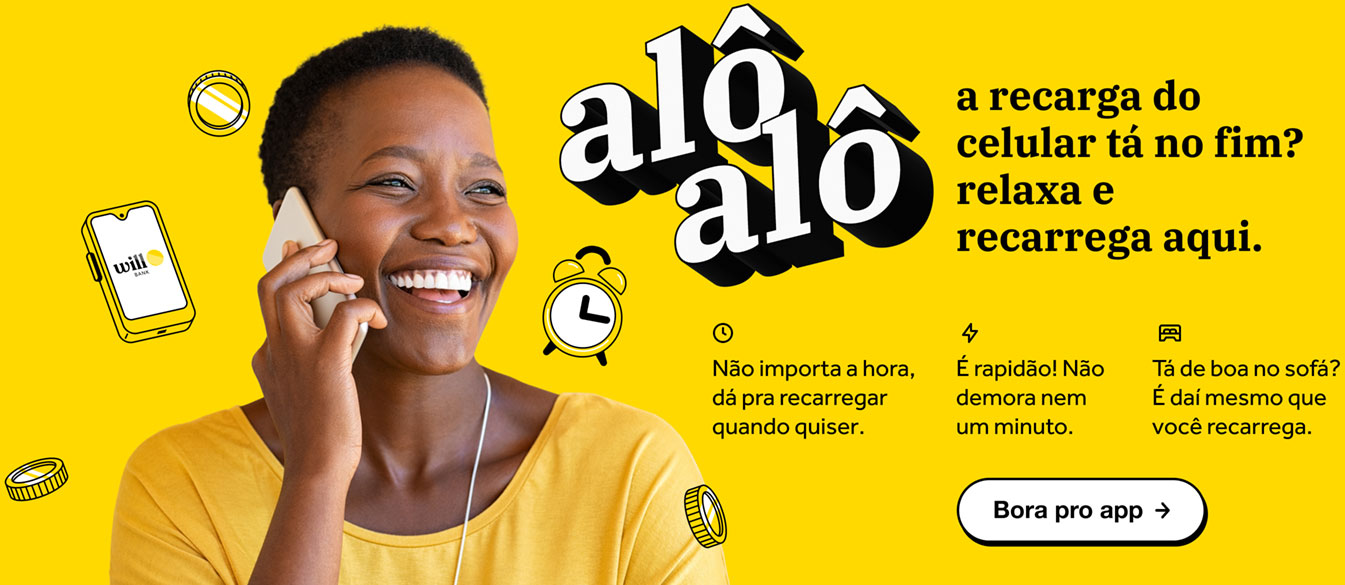 alô
alô
a recarga do
celular tá no fim?
relaxa e
recarrega aqui.
will
BANK
Não importa a hora,
dá pra recarregar
quando quiser.
É rapidão! Não
demora nem
um minuto.
Tá de boa no sofá?
É daí mesmo que
você recarrega.
Bora pro app →